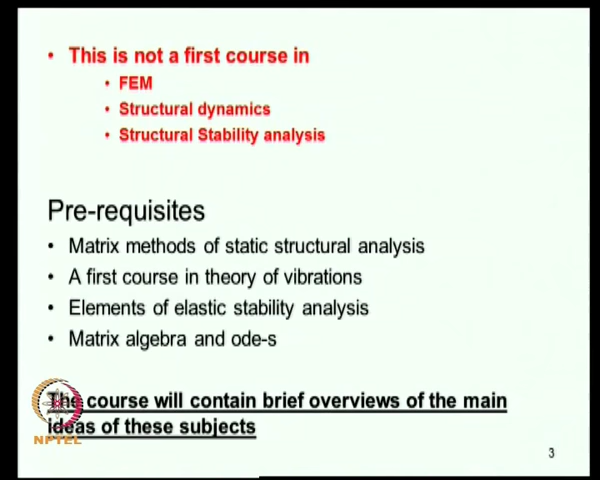 • This is not a first course in
• FEM
• Structural dynamics
• Structural Stability analysis
Pre-requisites
• Matrix methods of static structural analysis
• A first course in theory of vibrations
• Elements of elastic stability analysis
• Matrix algebra and ode-s
The course will contain brief overviews of the main
ideas of these subjects
NPTEL
3